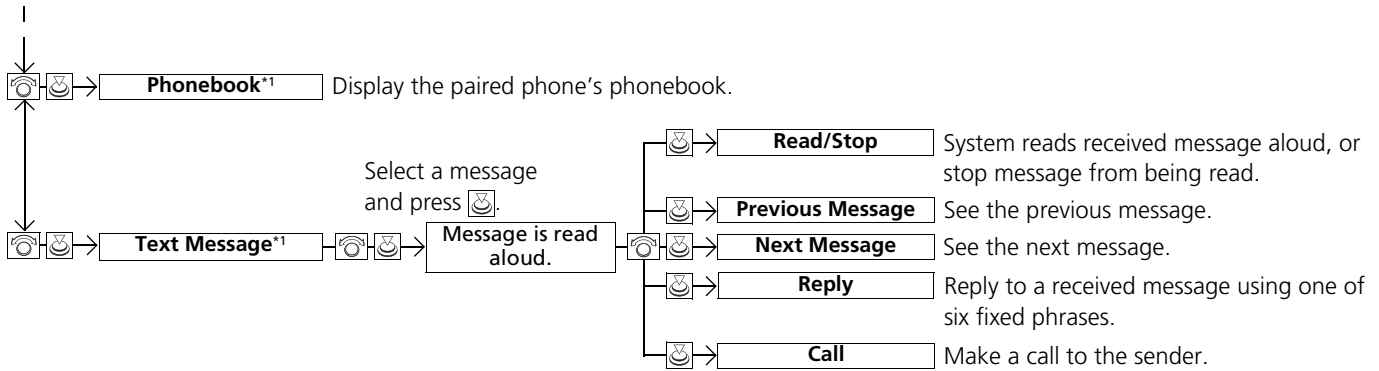 Phonebook*1 Display the paired phone's phonebook.
Select a message
and press .
Text Message*1
Message is read
aloud.
Read/Stop System reads received message aloud, or
stop message from being read.
Previous Message See the previous message.
Next Message See the next message.
Reply Reply to a received message using one of
six fixed phrases.
Call Make a call to the sender.